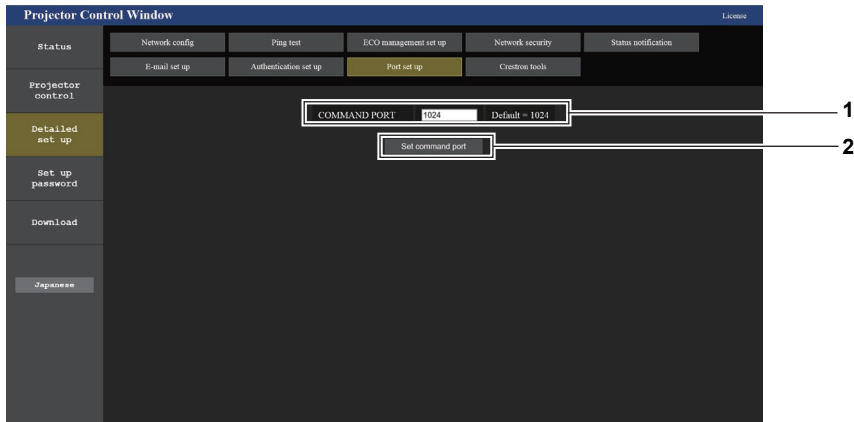 Projector Control Window
License
Status
Network config
Ping test
ECO management set up
Network security
Status notification
E-mail set up
Authentication set up
Port set up
Crestron tools
Projector
control
Detailed
set up
Set up
password
Download
Japanese
COMMAND PORT 1024 Default = 1024
1
Set command port
2